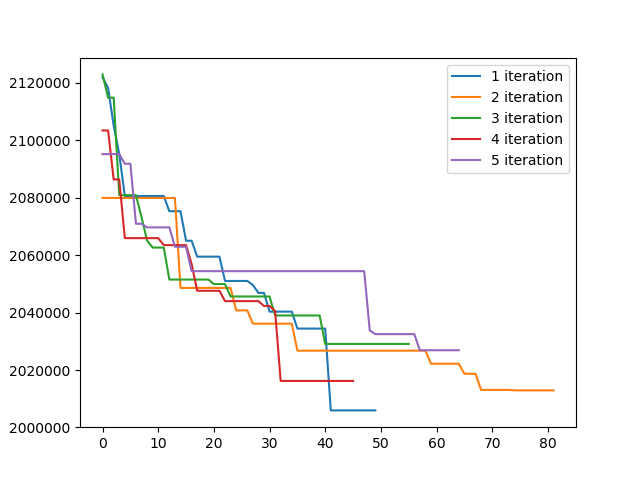 2120000
2100000
2080000
2060000
2040000
2020000
2000000
0 10 20 30 40 50 60 70 80
1 iteration
2 iteration
3 iteration
4 iteration
5 iteration